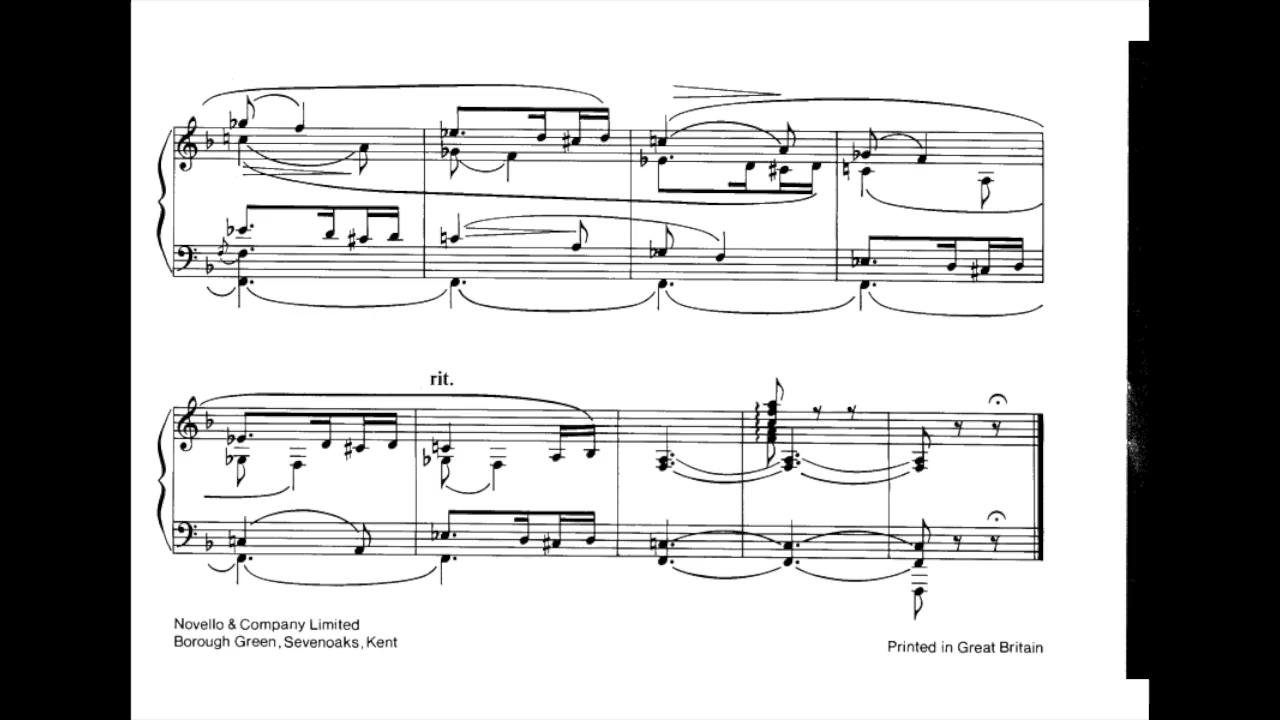 rit.
Novello & Company Limited
Borough Green, Sevenoaks, Kent
Printed in Great Britain